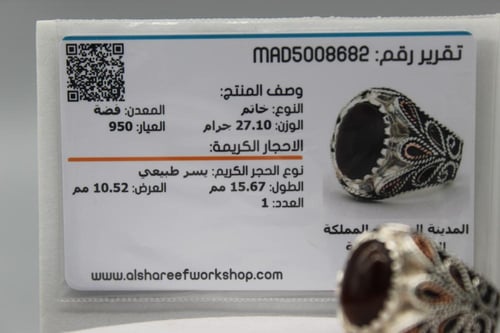 تقرير رقم: MAD5008682
وصف المنتج:
النوع: خاتم
المعدن: فضة
الوزن: 27.10 جرام
العيار: 950
الاحجار الكريمة:
نوع الحجر الكريم: يسر طبيعي
الطول: 15.67 مم
العرض: 10.52 مم
العدد: 1
المدينة المملكة
www.alshareefworkshop.com